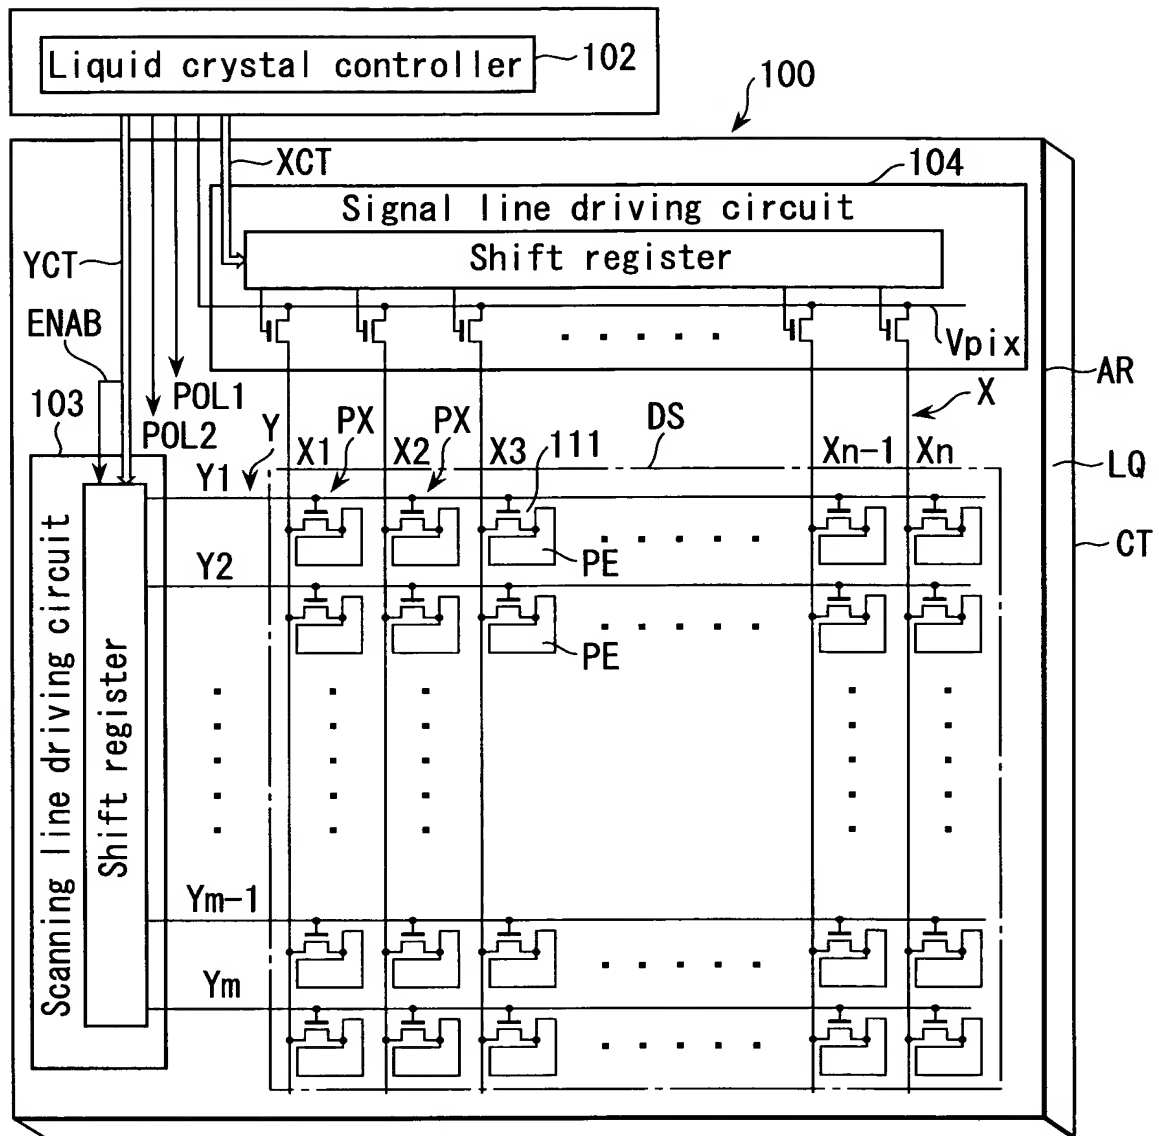 Liquid crystal controller
102
100
XCT
104
Signal line driving circuit
Shift register
YCT
ENAB
Vpix
AR
103
POL1
POL2
Y
PX
PX
DS
X
X1
X2
X3
111
Xn-1
Xn
LQ
Y1
CT
PE
Y2
PE
Scanning line driving circuit
Shift register
Ym-1
Ym